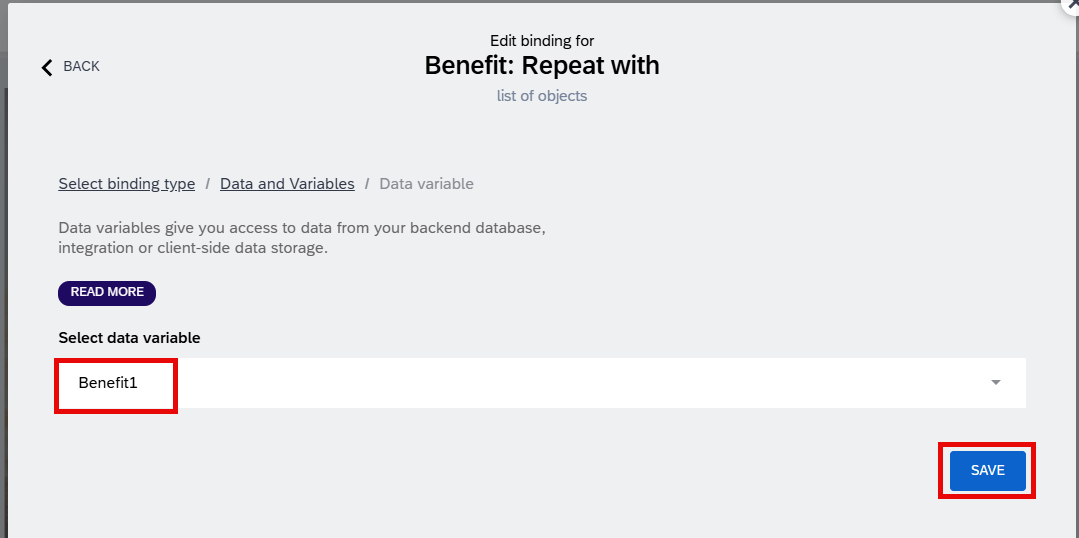 Edit binding for
BACK
Benefit: Repeat with
list of objects
Select binding type / Data and Variables / Data variable
Data variables give you access to data from your backend database,
integration or client-side data storage.
READ MORE
Select data variable
Benefit1
SAVE